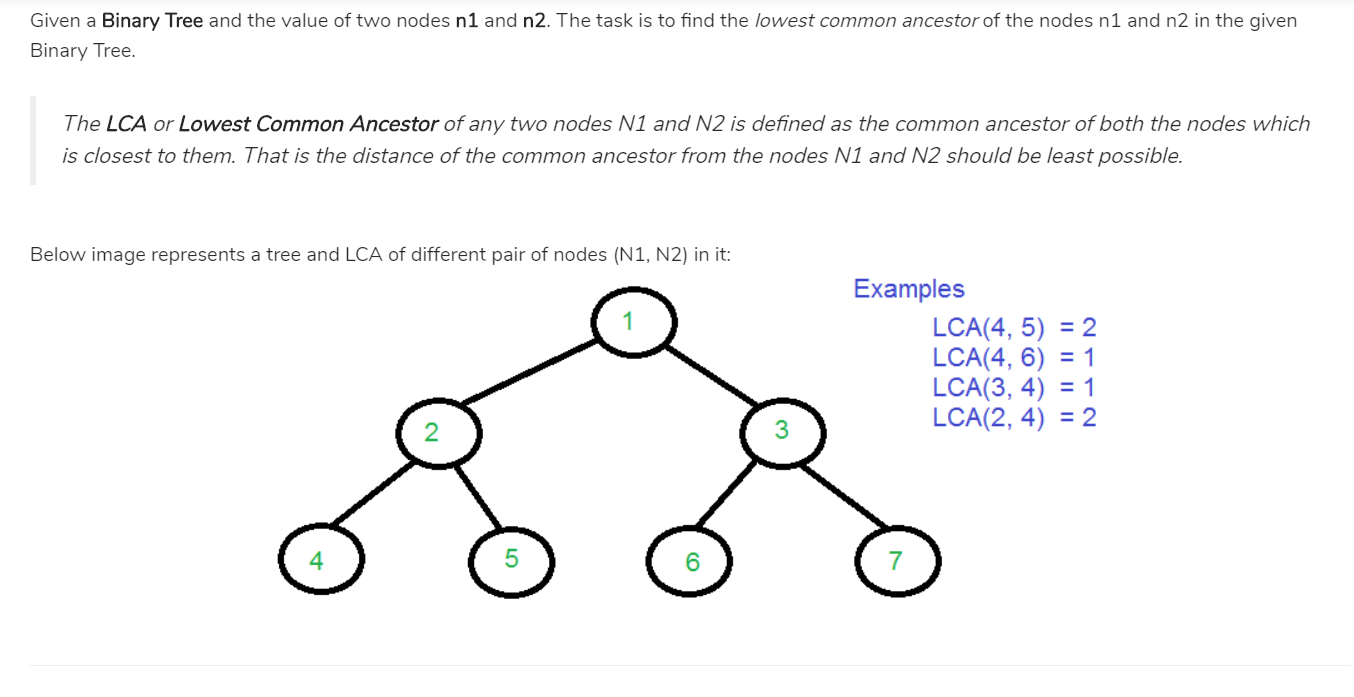 Given a Binary Tree and the value of two nodes n1 and n2. The task is to find the lowest common ancestor of the nodes n1 and n2 in the given
Binary Tree.
The LCA or Lowest Common Ancestor of any two nodes N1 and N2 is defined as the common ancestor of both the nodes which
is closest to them. That is the distance of the common ancestor from the nodes N1 and N2 should be least possible.
Below image represents a tree and LCA of different pair of nodes (N1, N2) in it:
Examples
LCA(4, 5) = 2
LCA(4, 6) = 1
LCA(3, 4) = 1
LCA(2, 4) = 2
1
2
3
4
5
6
7